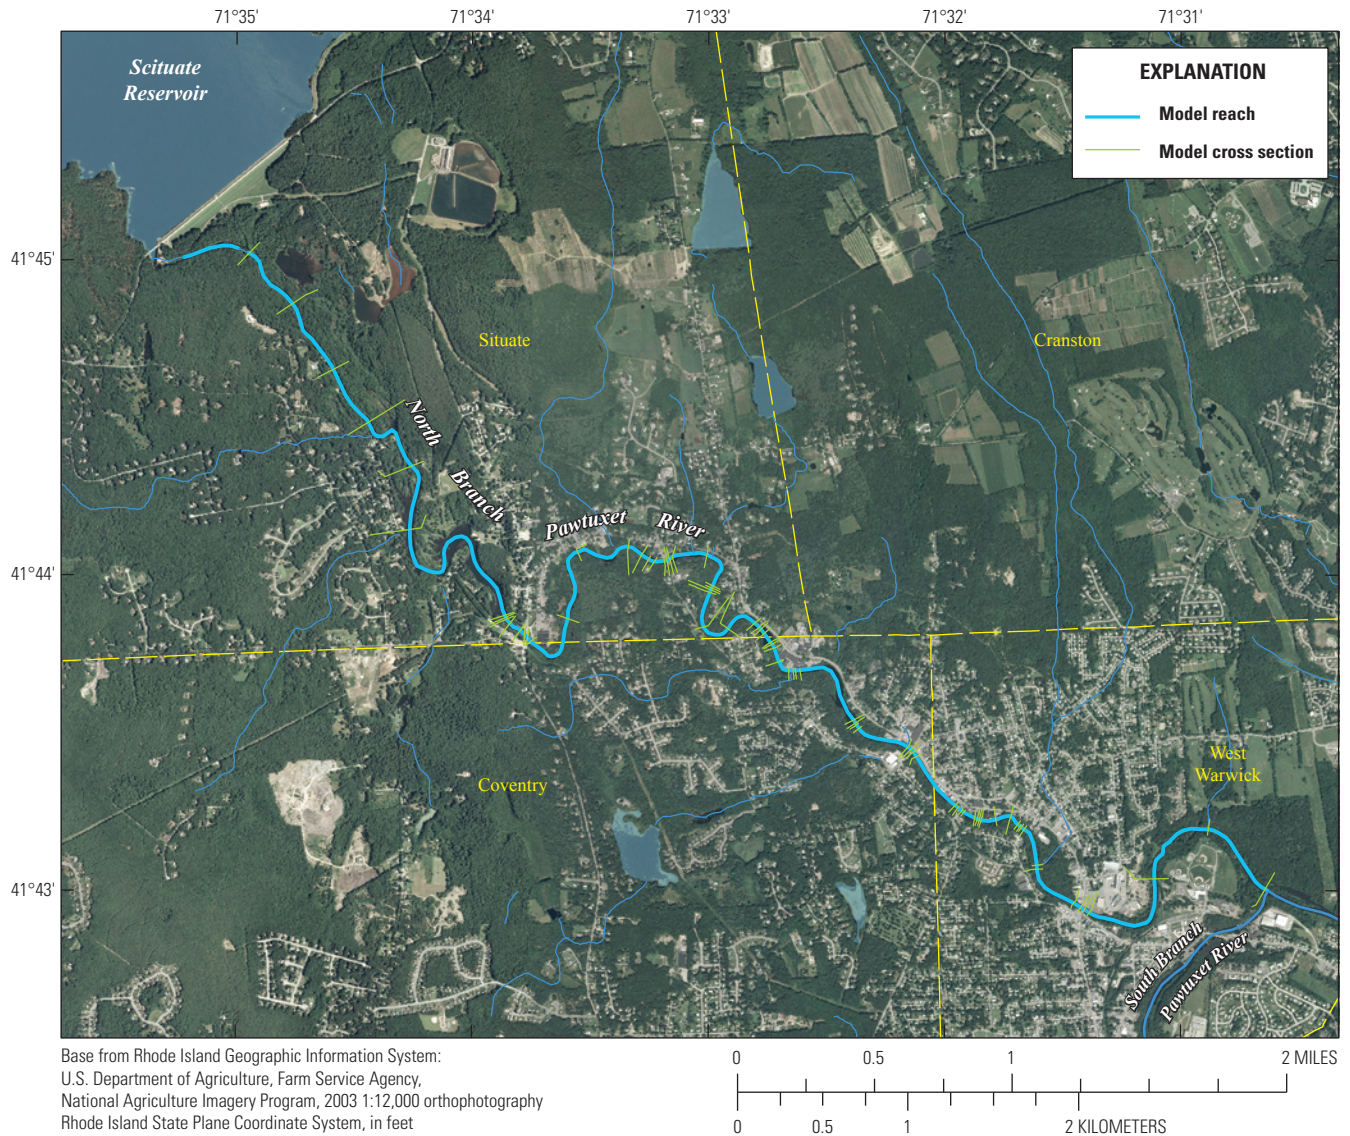 71°35'
71°34'
71°33'
71°32'
71°31'
Scituate
Reservoir
EXPLANATION
Model reach
Model cross section
41°45'
Situate
Cranston
North
Branch
Pawtuxet
River
41°44'
Coventry
West
Warwick
41°43'
South Branch
Pawtuxet River
Base from Rhode Island Geographic Information System:
U.S. Department of Agriculture, Farm Service Agency,
National Agriculture Imagery Program, 2003 1:12,000 orthophotography
Rhode Island State Plane Coordinate System, in feet
0 0.5 1 2 MILES
0 0.5 1 2 KILOMETERS